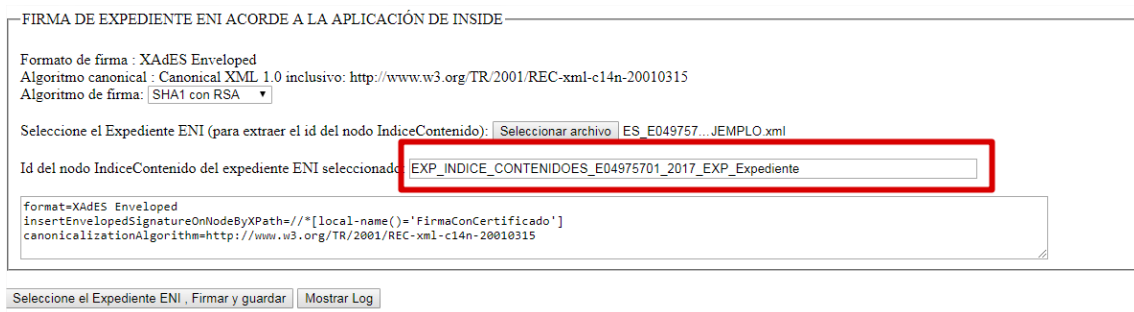 FIRMA DE EXPEDIENTE ENI ACORDE A LA APLICACIÓN DE INSIDE
Formato de firma : XAdES Enveloped
Algoritmo canonical : Canonical XML 1.0 inclusivo: http://www.w3.org/TR/2001/REC-xml-c14n-20010315
Algoritmo de firma: SHA1 con RSA
Seleccione el Expediente ENI (para extraer el id del nodo IndiceContenido): Seleccionar archivo ES_E049757...JEMPLO.xml
Id del nodo IndiceContenido del expediente ENI seleccionado: EXP_INDICE_CONTENIDOES_E04975701_2017_EXP_Expediente
format=XAdES Enveloped
insertEnvelopedSignatureOnNodeByXPath=//*[local-name()='FirmaConCertificado']
canonicalizationAlgorithm=http://www.w3.org/TR/2001/REC-xml-c14n-20010315
Seleccione el Expediente ENI , Firmar y guardar Mostrar Log